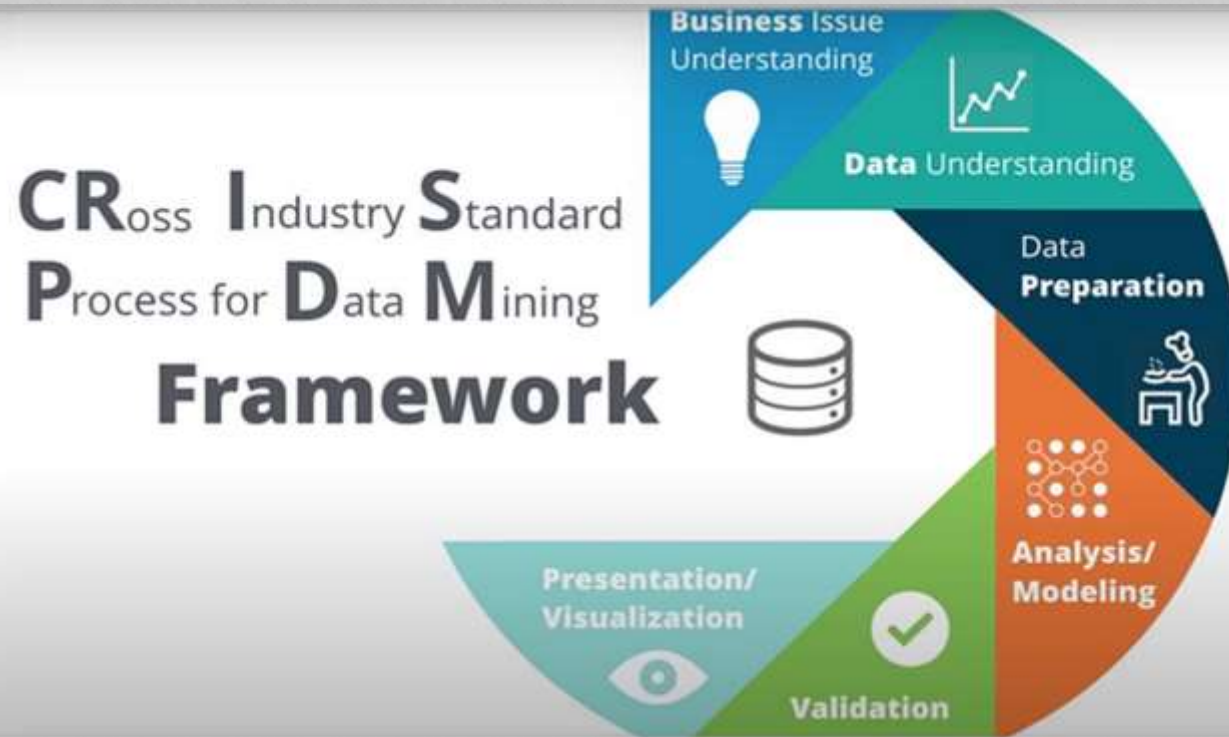 CRoss Industry Standard
Process for Data Mining
Framework
Business Issue
Understanding
Data Understanding
Data
Preparation
Analysis/
Modeling
Validation
Presentation/
Visualization